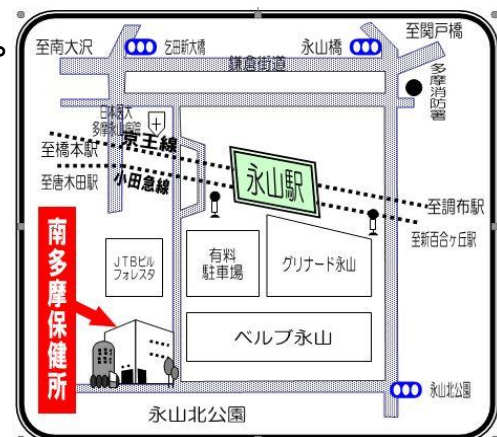 至南大沢
乞田新大橋
永山橋
至関戸橋
鎌倉街道
多摩消防署
日本医大
多摩永山病院
京王線
至橋本駅
永山駅
小田急線
至唐木田駅
至調布駅
至新百合ヶ丘駅
南多摩保健所
JTBビル
フォレスタ
有料
駐車場
グリナード永山
ベルブ永山
永山北公園
永山北公園